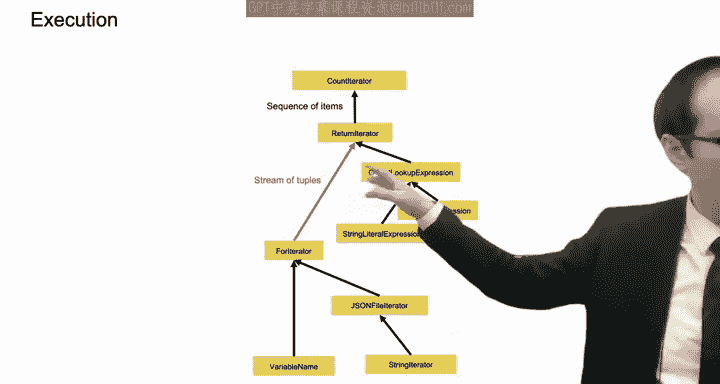 Execution
GPT中英字幕课程资源@bilibili.com
CountIterator
Sequence of items
ReturnIterator
Stream of tuples
LookupExpression
StringLiteralExpression
ForIterator
JSONFileIterator
VariableName
StringIterator